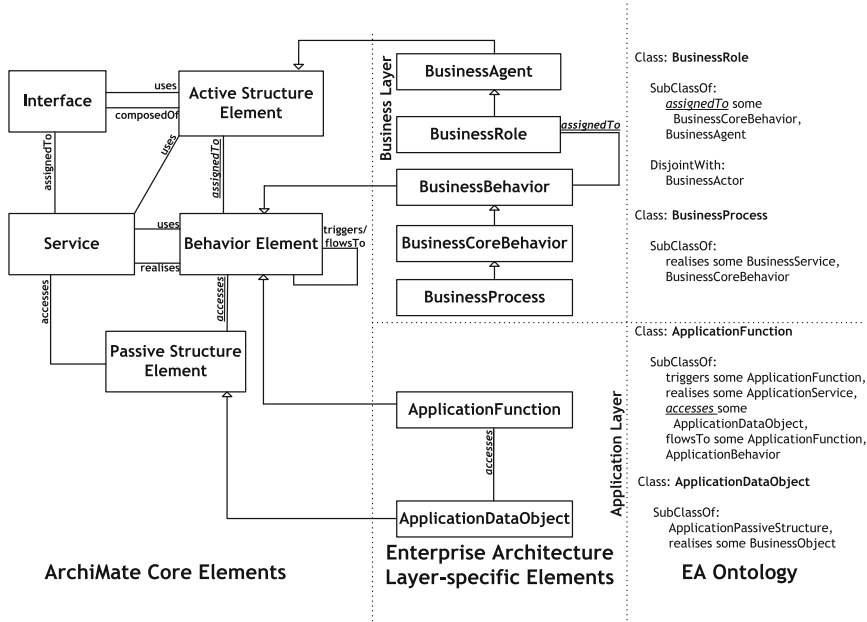 Interface
uses
composedOf
Active Structure
Element
assignedTo
uses
assignedTo
Service
uses
realises
Behavior Element
triggers/
flowsTo
accesses
accesses
Passive Structure
Element
ArchiMate Core Elements
Business Layer
BusinessAgent
BusinessRole
assignedTo
BusinessBehavior
BusinessCoreBehavior
BusinessProcess
ApplicationFunction
accesses
ApplicationDataObject
Application Layer
Enterprise Architecture
Layer-specific Elements
Class: BusinessRole
SubClassOf:
assignedTo some
BusinessCoreBehavior,
BusinessAgent
DisjointWith:
BusinessActor
Class: BusinessProcess
SubClassOf:
realises some BusinessService,
BusinessCoreBehavior
Class: ApplicationFunction
SubClassOf:
triggers some ApplicationFunction,
realises some ApplicationService,
accesses some
ApplicationDataObject,
flowsTo some ApplicationFunction,
ApplicationBehavior
Class: ApplicationDataObject
SubClassOf:
ApplicationPassiveStructure,
realises some BusinessObject
EA Ontology